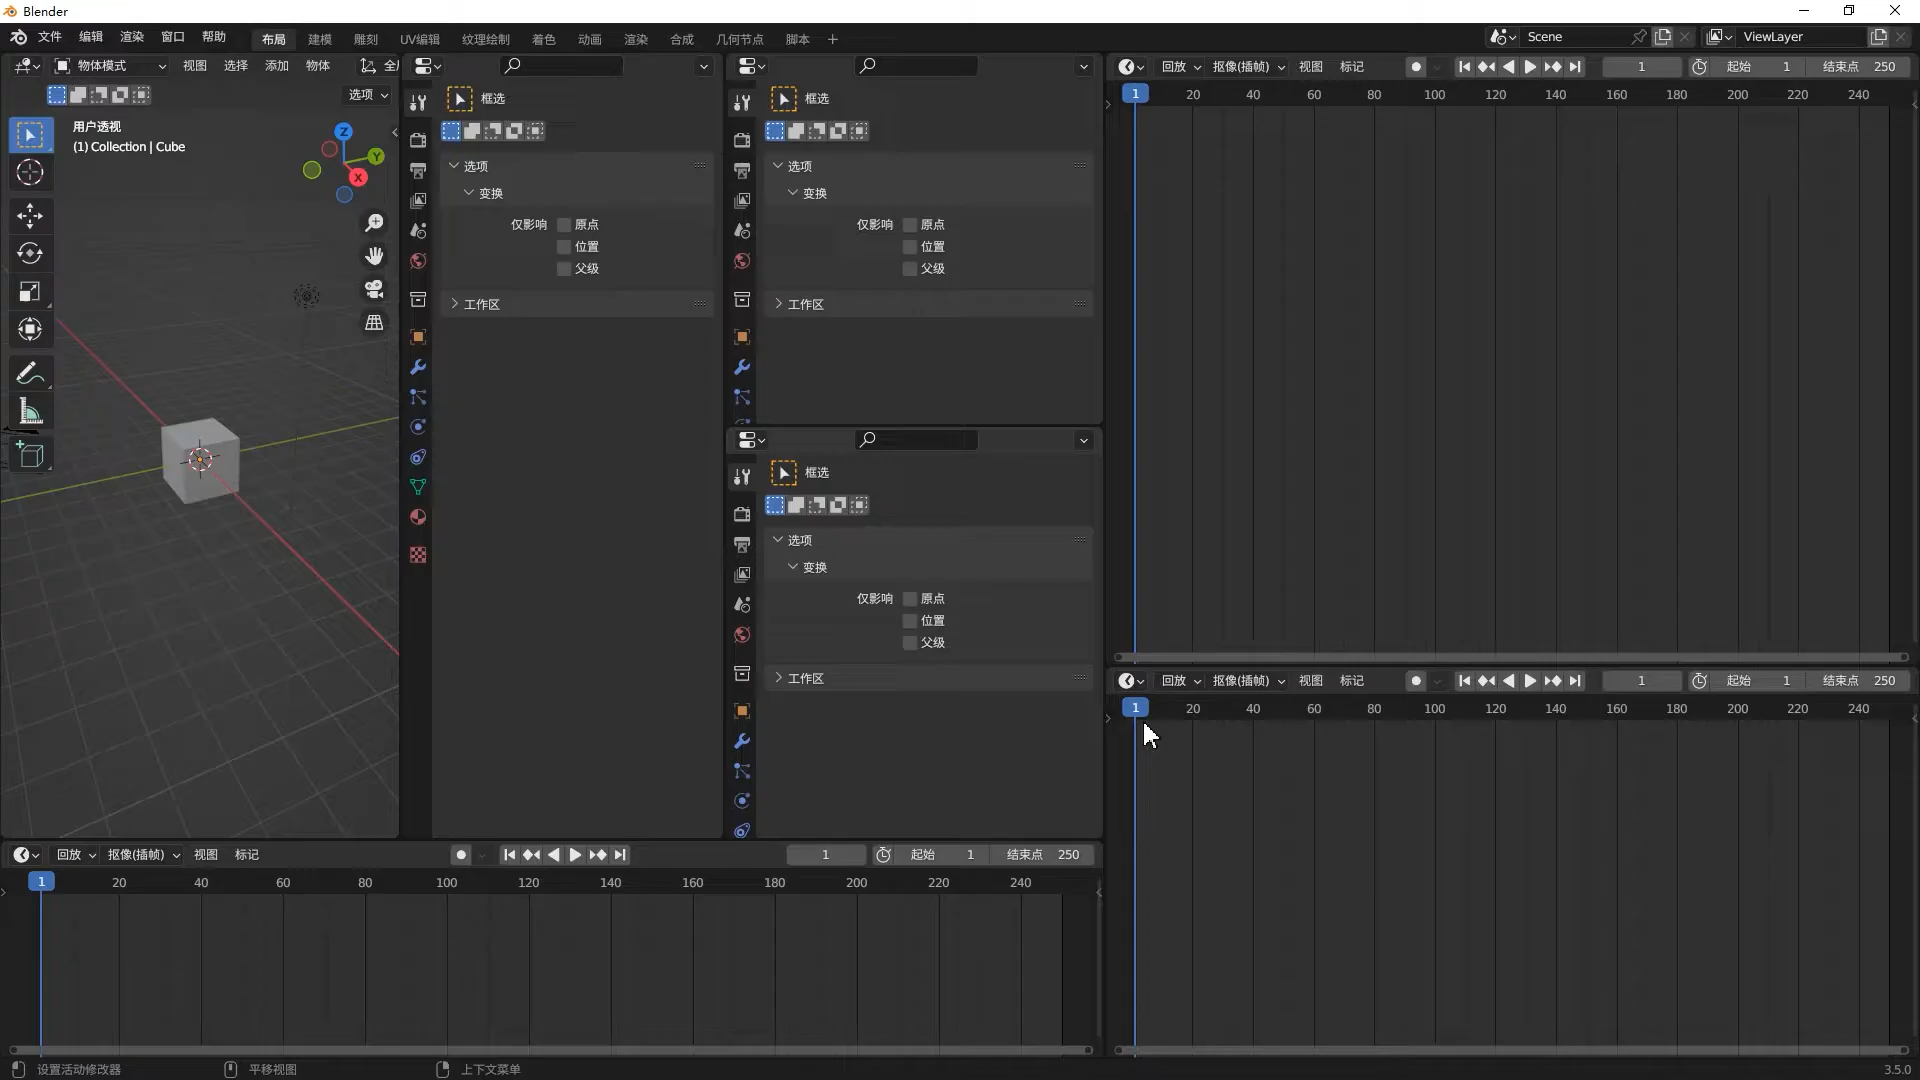 Blender
文件 编辑 渲染 窗口 帮助 布局 建模 雕刻 UV编辑 纹理绘制 着色 动画 渲染 合成 几何节点 脚本 + Scene ViewLayer
物体模式 视图 选择 添加 物体 全
选项
用户透视
(1) Collection | Cube
Z
Y
X
框选
选项
变换
仅影响 原点
位置
父级
工作区
框选
选项
变换
仅影响 原点
位置
父级
工作区
框选
选项
变换
仅影响 原点
位置
父级
工作区
回放 抠像(插帧) 视图 标记 1 起始 1 结束点 250
1 20 40 60 80 100 120 140 160 180 200 220 240
回放 抠像(插帧) 视图 标记 1 起始 1 结束点 250
1 20 40 60 80 100 120 140 160 180 200 220 240
回放 抠像(插帧) 视图 标记 1 起始 1 结束点 250
1 20 40 60 80 100 120 140 160 180 200 220 240
设置活动修改器 平移视图 上下文菜单 3.5.0